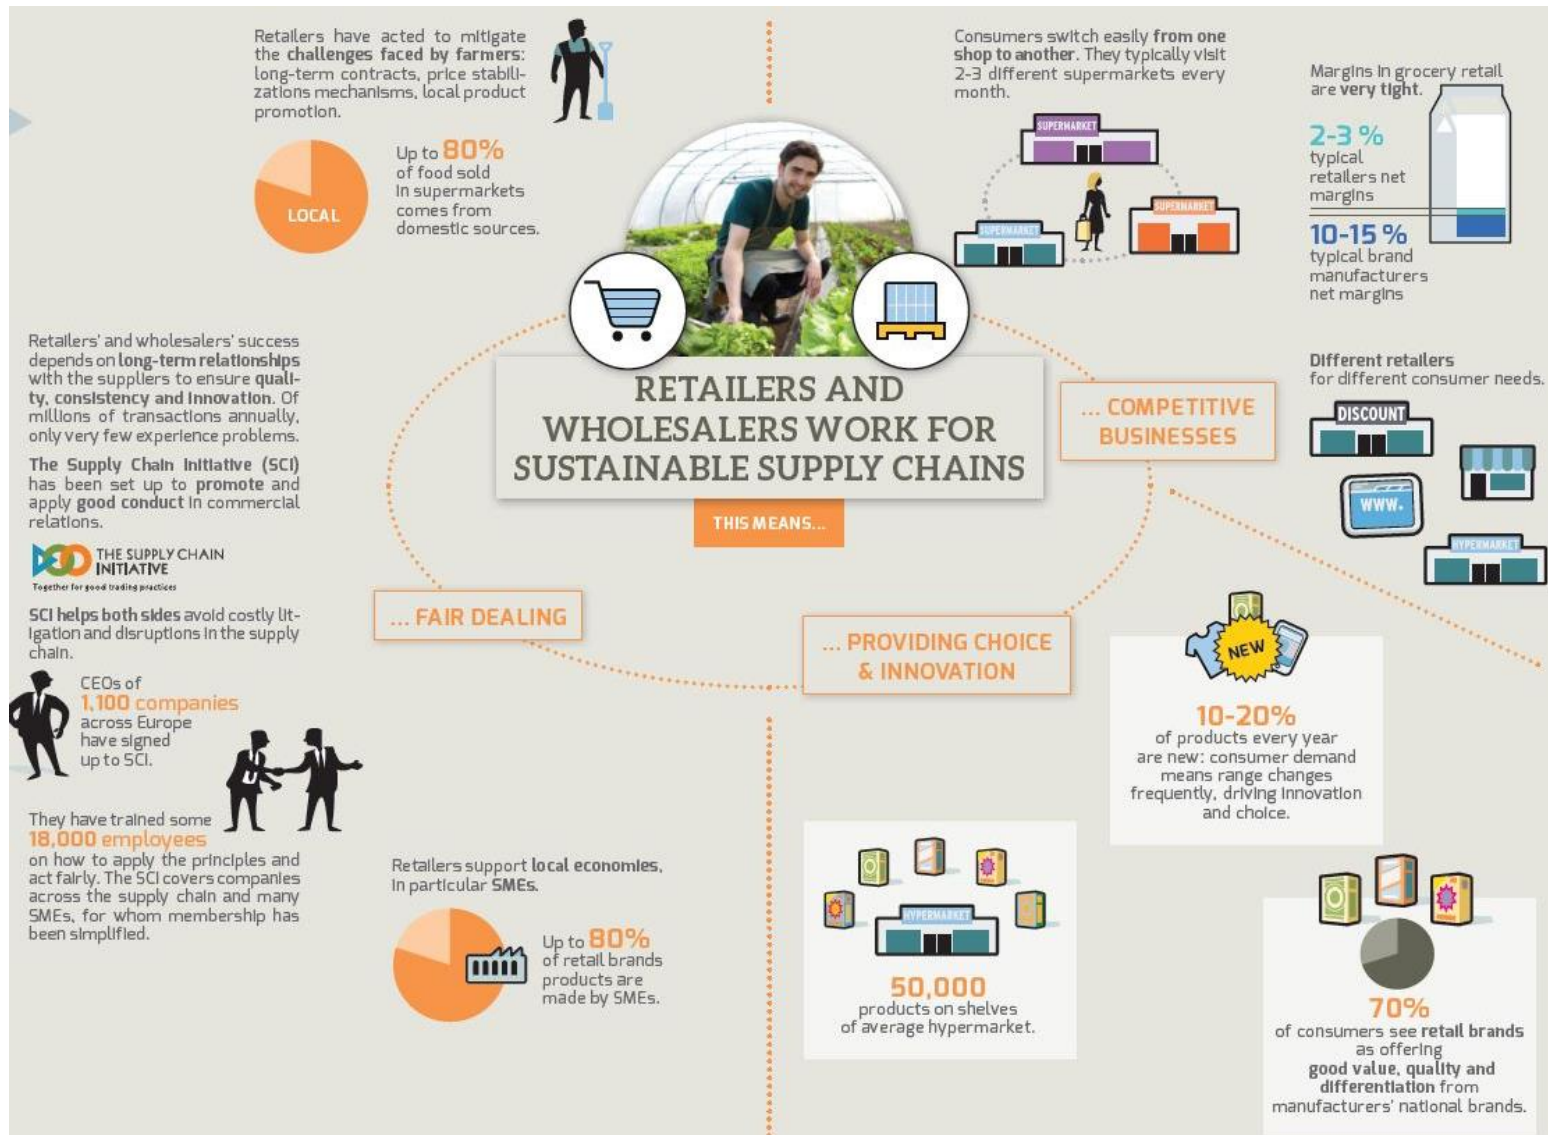 Retailers have acted to mitigate
the challenges faced by farmers:
long-term contracts, price stabili-
zations mechanisms, local product
promotion.
LOCAL
Up to 80%
of food sold
in supermarkets
comes from
domestic sources.
Consumers switch easily from one
shop to another. They typically visit
2-3 different supermarkets every
month.
SUPERMARKET
SUPERMARKET
SUPERMARKET
Margins in grocery retail
are very tight.
2-3 %
typical
retailers net
margins
10-15 %
typical brand
manufacturers
net margins
Retailers' and wholesalers' success
depends on long-term relationships
with the suppliers to ensure quali-
ty, consistency and innovation. Of
millions of transactions annually,
only very few experience problems.
The Supply Chain Initiative (SCI)
has been set up to promote and
apply good conduct in commercial
relations.
THE SUPPLY CHAIN
INITIATIVE
Together for good trading practices
SCI helps both sides avoid costly lit-
igation and disruptions in the supply
chain.
CEOs of
1,100 companies
across Europe
have signed
up to SCI.
They have trained some
18,000 employees
on how to apply the principles and
act fairly. The SCI covers companies
across the supply chain and many
SMEs, for whom membership has
been simplified.
RETAILERS AND
WHOLESALERS WORK FOR
SUSTAINABLE SUPPLY CHAINS
THIS MEANS...
... COMPETITIVE
BUSINESSES
... FAIR DEALING
... PROVIDING CHOICE
& INNOVATION
Different retailers
for different consumer needs.
DISCOUNT
WWW.
HYPERMARKET
NEW
10-20%
of products every year
are new: consumer demand
means range changes
frequently, driving innovation
and choice.
Retailers support local economies,
in particular SMEs.
Up to 80%
of retail brands
products are
made by SMEs.
HYPERMARKET
50,000
products on shelves
of average hypermarket.
70%
of consumers see retail brands
as offering
good value, quality and
differentiation from
manufacturers' national brands.